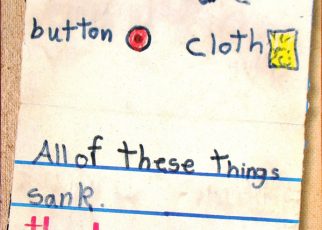 button cloth
All of these things
sank.